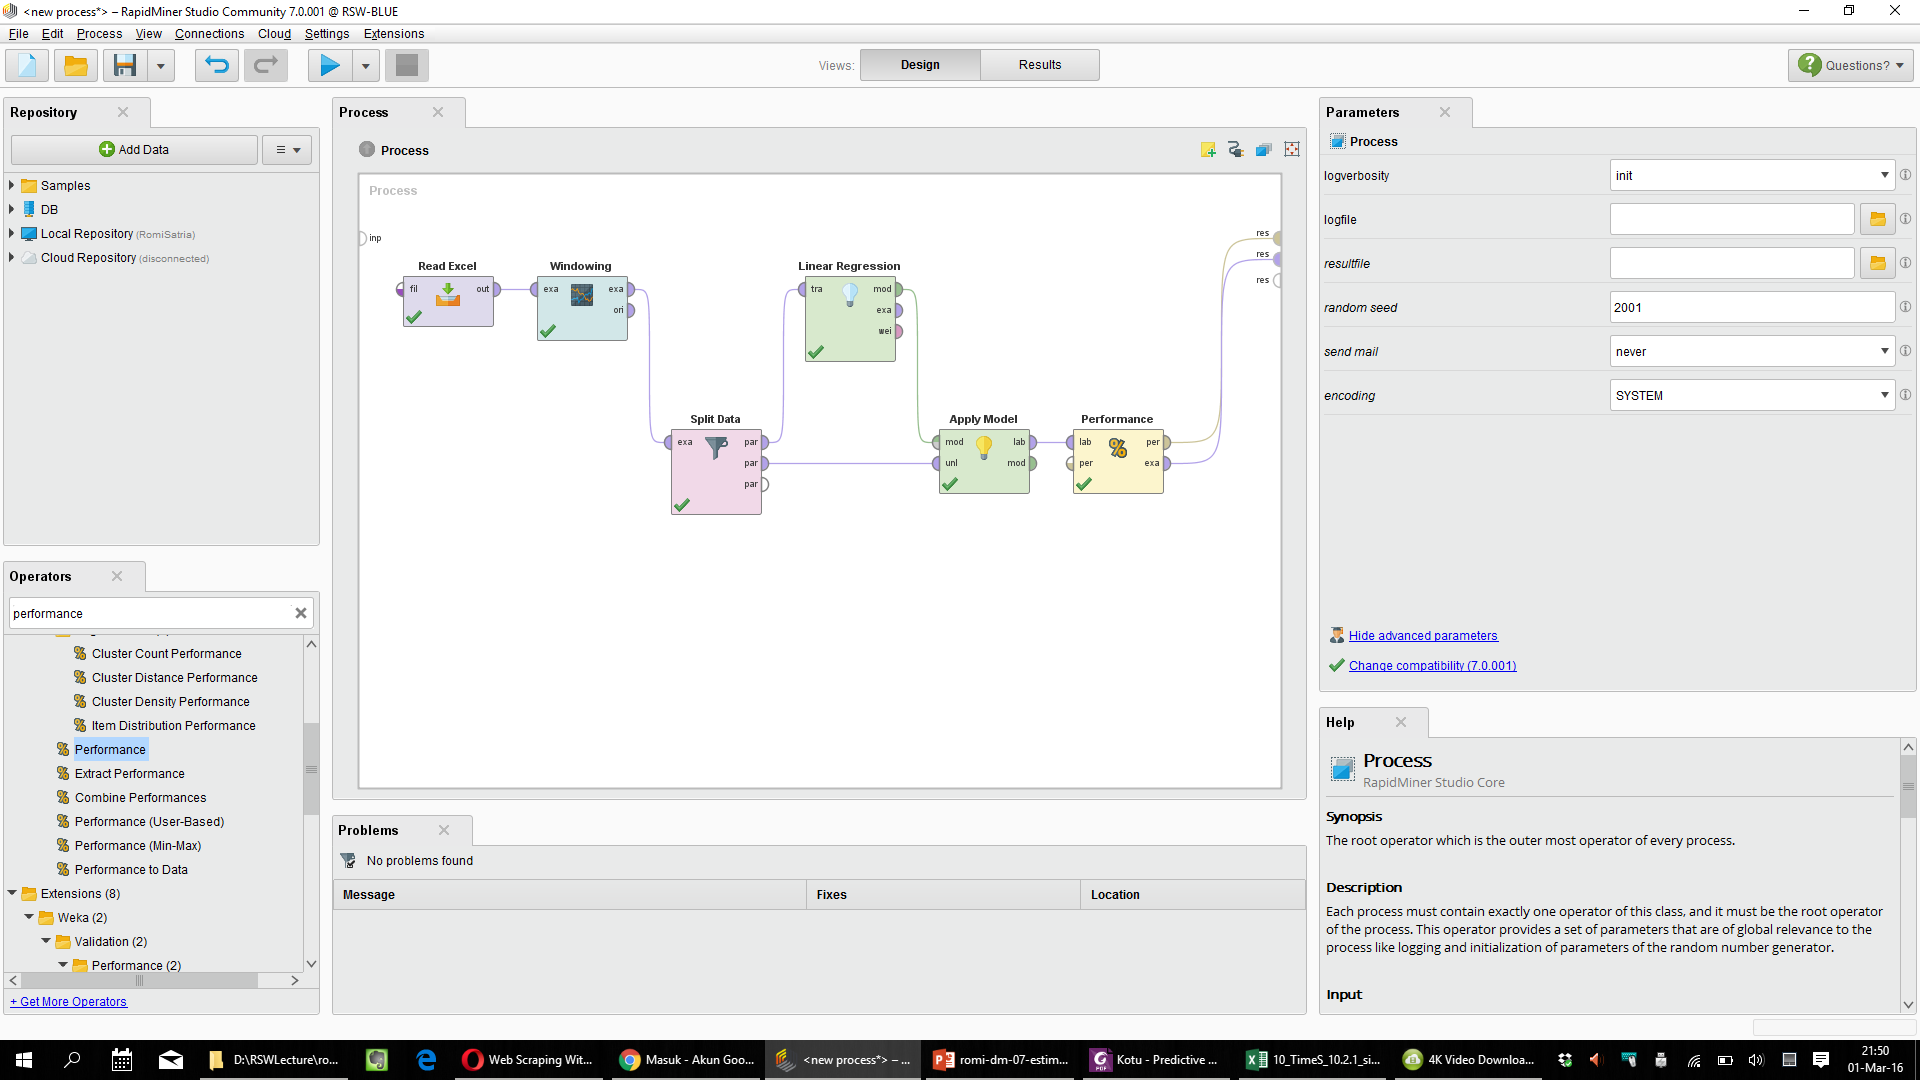 <new process*> – RapidMiner Studio Community 7.0.001 @ RSW-BLUE
File Edit Process View Connections Cloud Settings Extensions
Views: Design Results
Questions?
Repository
Add Data
Samples
DB
Local Repository (RomiSatria)
Cloud Repository (disconnected)
Operators
performance
Cluster Count Performance
Cluster Distance Performance
Cluster Density Performance
Item Distribution Performance
Performance
Extract Performance
Combine Performances
Performance (User-Based)
Performance (Min-Max)
Performance to Data
Extensions (8)
Weka (2)
Validation (2)
Performance (2)
+ Get More Operators
Process
Process
Process
inp
res
res
res
Read Excel
fil out
Windowing
exa exa
ori
Linear Regression
tra mod
exa
wei
Split Data
exa par
par
par
Apply Model
mod lab
unl mod
Performance
lab per
per exa
Problems
No problems found
Message Fixes Location
Parameters
Process
logverbosity init
logfile
resultfile
random seed 2001
send mail never
encoding SYSTEM
Hide advanced parameters
Change compatibility (7.0.001)
Help
Process
RapidMiner Studio Core
Synopsis
The root operator which is the outer most operator of every process.
Description
Each process must contain exactly one operator of this class, and it must be the root operator
of the process. This operator provides a set of parameters that are of global relevance to the
process like logging and initialization of parameters of the random number generator.
Input
D:\RSWLecture\ro...
Web Scraping Wit...
Masuk - Akun Goo...
<new process*> – ...
romi-dm-07-estim...
Kotu - Predictive ...
10_TimeS_10.2.1_si...
4K Video Downloa...
21:50
01-Mar-16